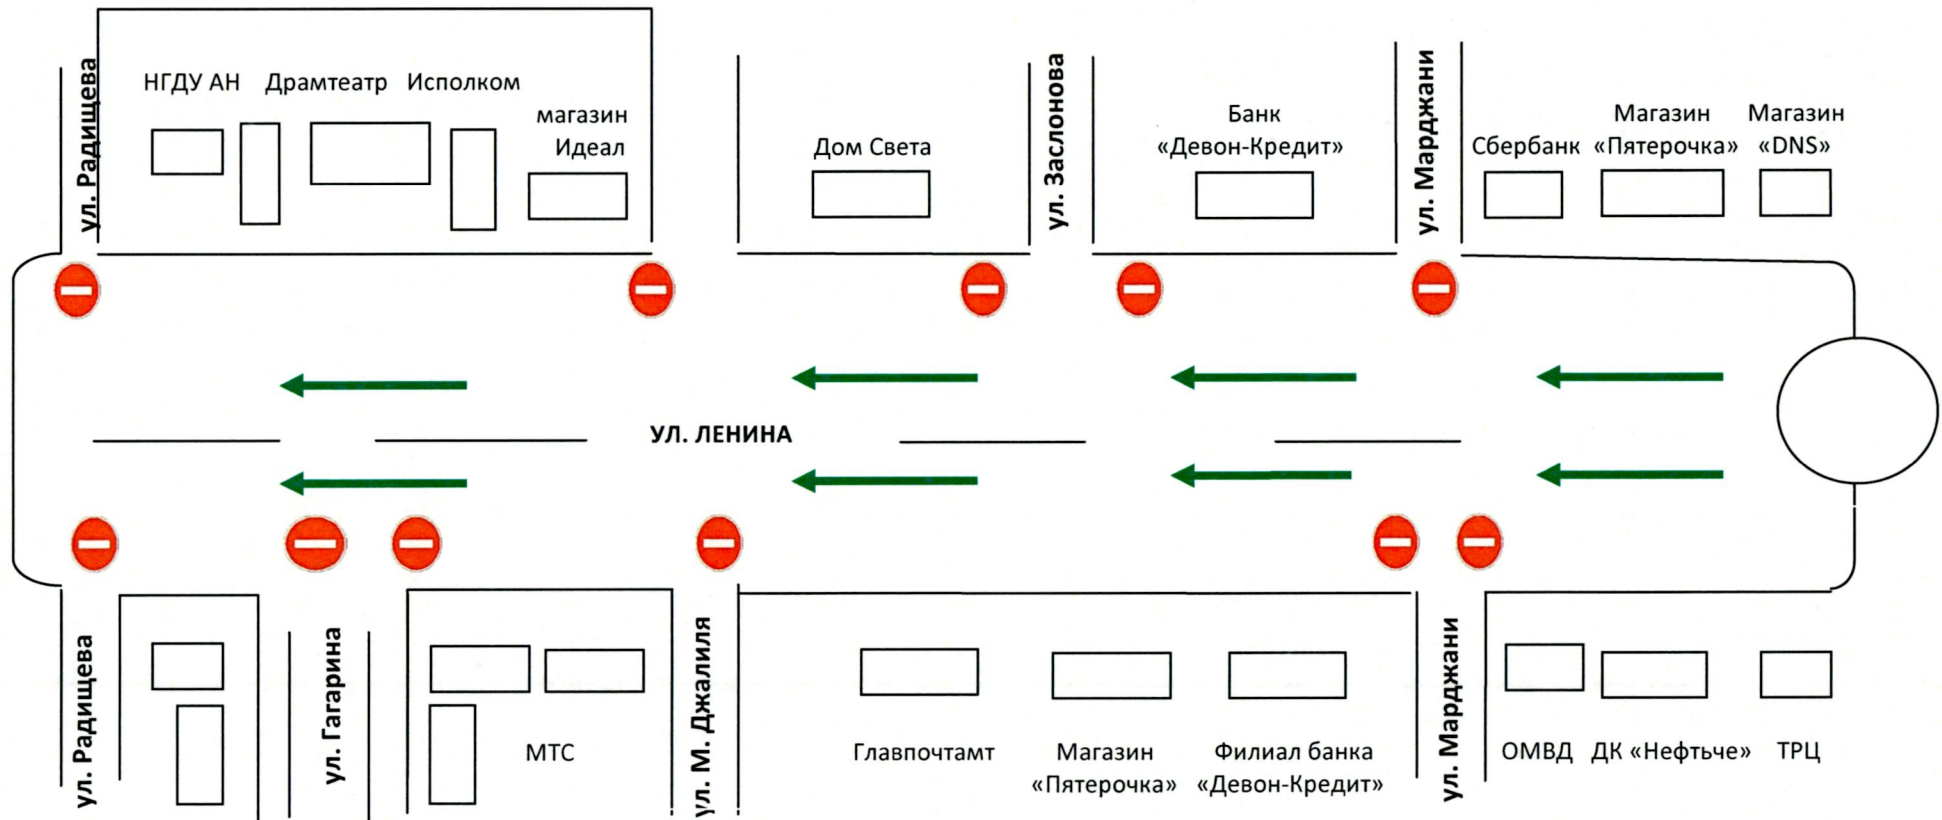 ул. Радищева
НГДУ АН
Драмтеатр
Исполком
магазин
Идеал
Дом Света
ул. Заслонова
Банк
«Девон-Кредит»
ул. Марджани
Сбербанк
Магазин
«Пятерочка»
Магазин
«DNS»
УЛ. ЛЕНИНА
ул. Радищева
ул. Гагарина
МТС
ул. М. Джалиля
Главпочтамт
Магазин
«Пятерочка»
Филиал банка
«Девон-Кредит»
ул. Марджани
ОМВД
ДК «Нефтьче»
ТРЦ